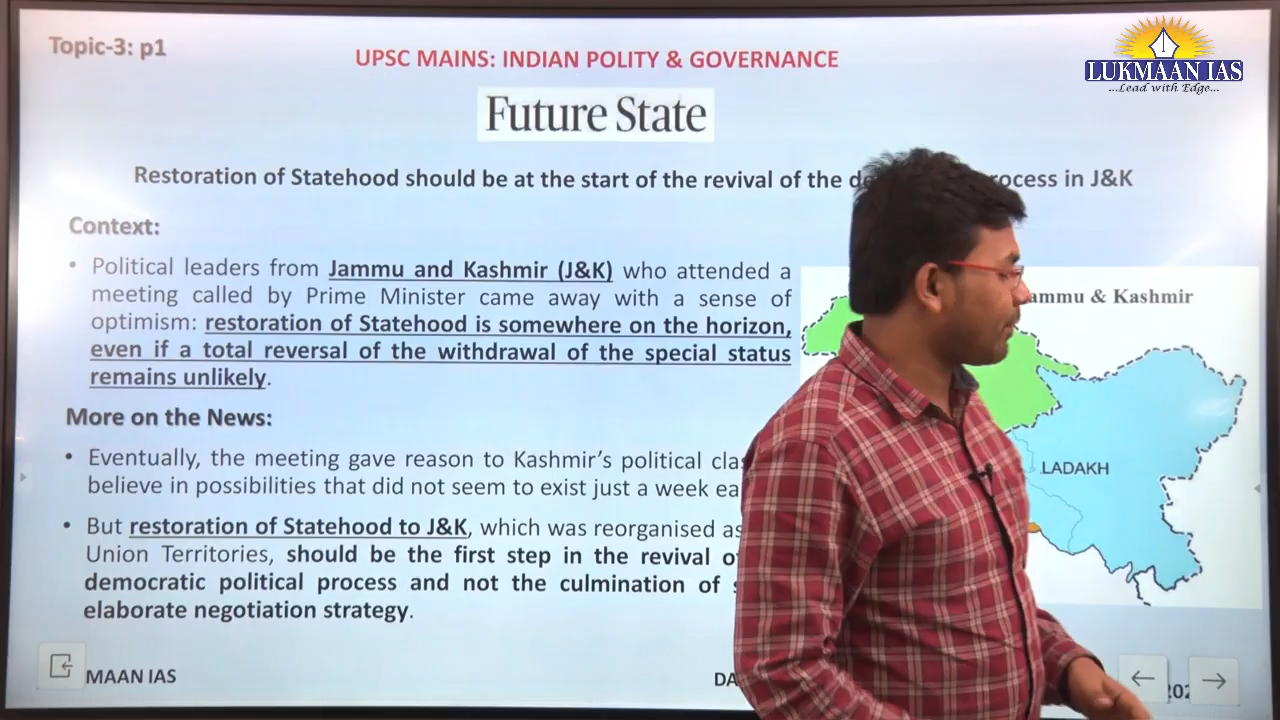 Topic-3: p1
UPSC MAINS: INDIAN POLITY & GOVERNANCE
LUKMAAN IAS
...Lead with Edge...
Future State
Restoration of Statehood should be at the start of the revival of the rocess in J&K
Context:
• Political leaders from Jammu and Kashmir (J&K) who attended a
meeting called by Prime Minister came away with a sense of
optimism: restoration of Statehood is somewhere on the horizon,
even if a total reversal of the withdrawal of the special status
remains unlikely.
ammu & Kashmir
LADAKH
More on the News:
• Eventually, the meeting gave reason to Kashmir's political
believe in possibilities that did not seem to exist just a week
• But restoration of Statehood to J&K, which was reorganised as
Union Territories, should be the first step in the revival
democratic political process and not the culmination of
elaborate negotiation strategy.
MAAN IAS